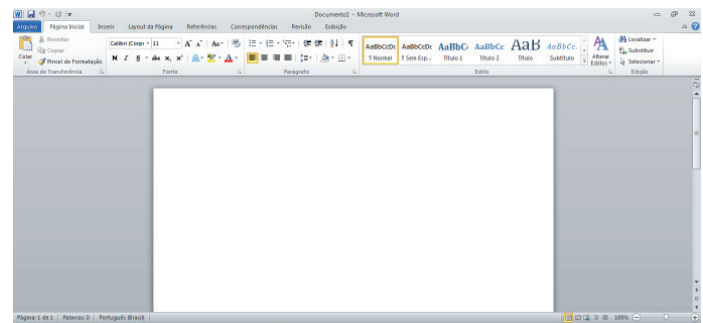 Documento1 - Microsoft Word
Arquivo Página Inicial Inserir Layout da Página Referências Correspondências Revisão Exibição
Colar
Recortar
Copiar
Pincel de Formatação
Área de Transferência
Calibri (Corpo 11
N I S abc x₂ x²
Fonte
Parágrafo
AaBbCcDc AaBbCcDc AaBbC AaBbCc AaB AaBbCc.
¶ Normal ¶ Sem Esp... Título 1 Título 2 Título Subtítulo
Alterar Estilos
Estilo
Localizar
Substituir
Selecionar
Edição
Página: 1 de 1 Palavras: 0 Português (Brasil) 100%